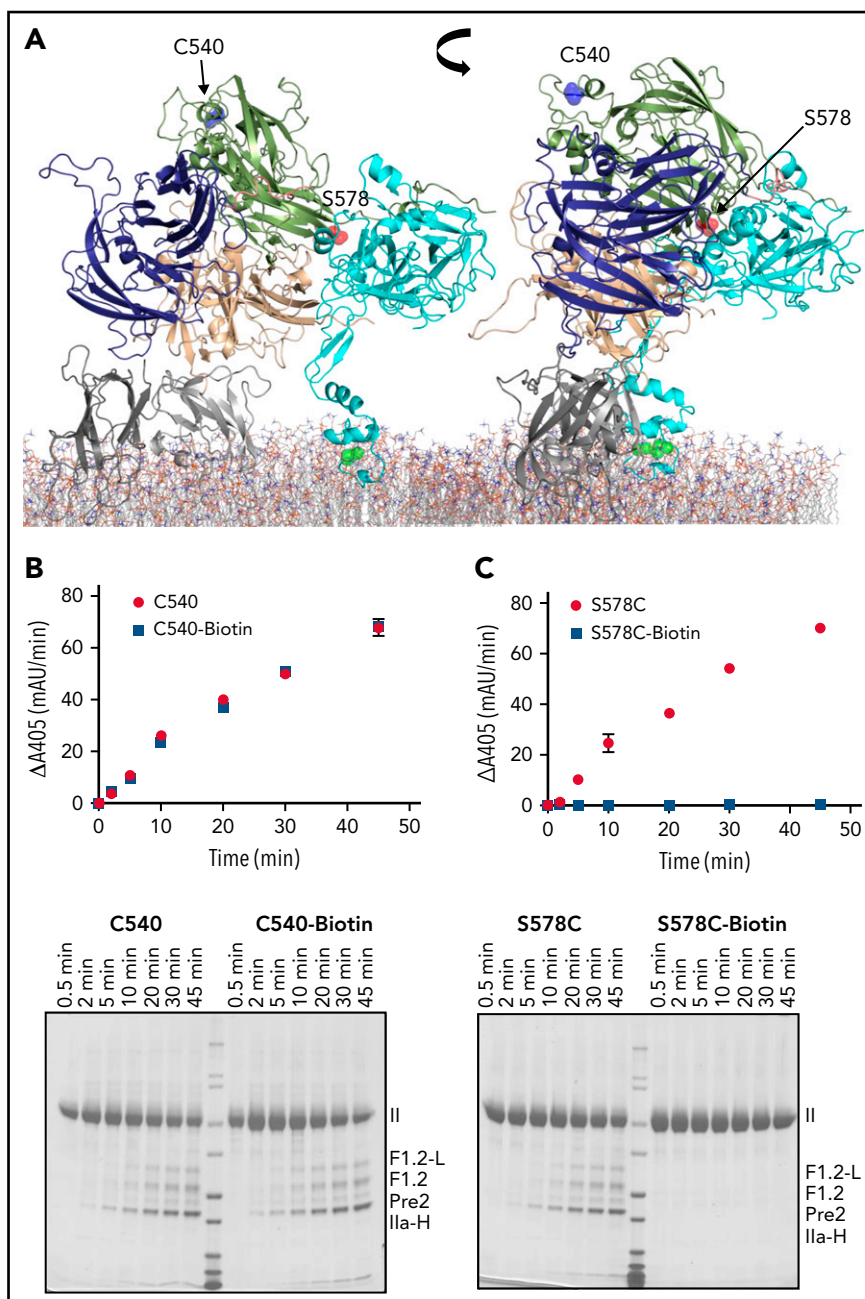 A
C540
C540
S578
S578
B
C540
C540-Biotin
ΔA405 (mAU/min)
80
60
40
20
0
0
10
20
30
40
50
Time (min)
C
S578C
S578C-Biotin
ΔA405 (mAU/min)
80
60
40
20
0
0
10
20
30
40
50
Time (min)
C540
C540-Biotin
0.5 min
2 min
5 min
10 min
20 min
30 min
45 min
0.5 min
2 min
5 min
10 min
20 min
30 min
45 min
II
F1.2-L
F1.2
Pre2
IIa-H
S578C
S578C-Biotin
0.5 min
2 min
5 min
10 min
20 min
30 min
45 min
0.5 min
2 min
5 min
10 min
20 min
30 min
45 min
II
F1.2-L
F1.2
Pre2
IIa-H